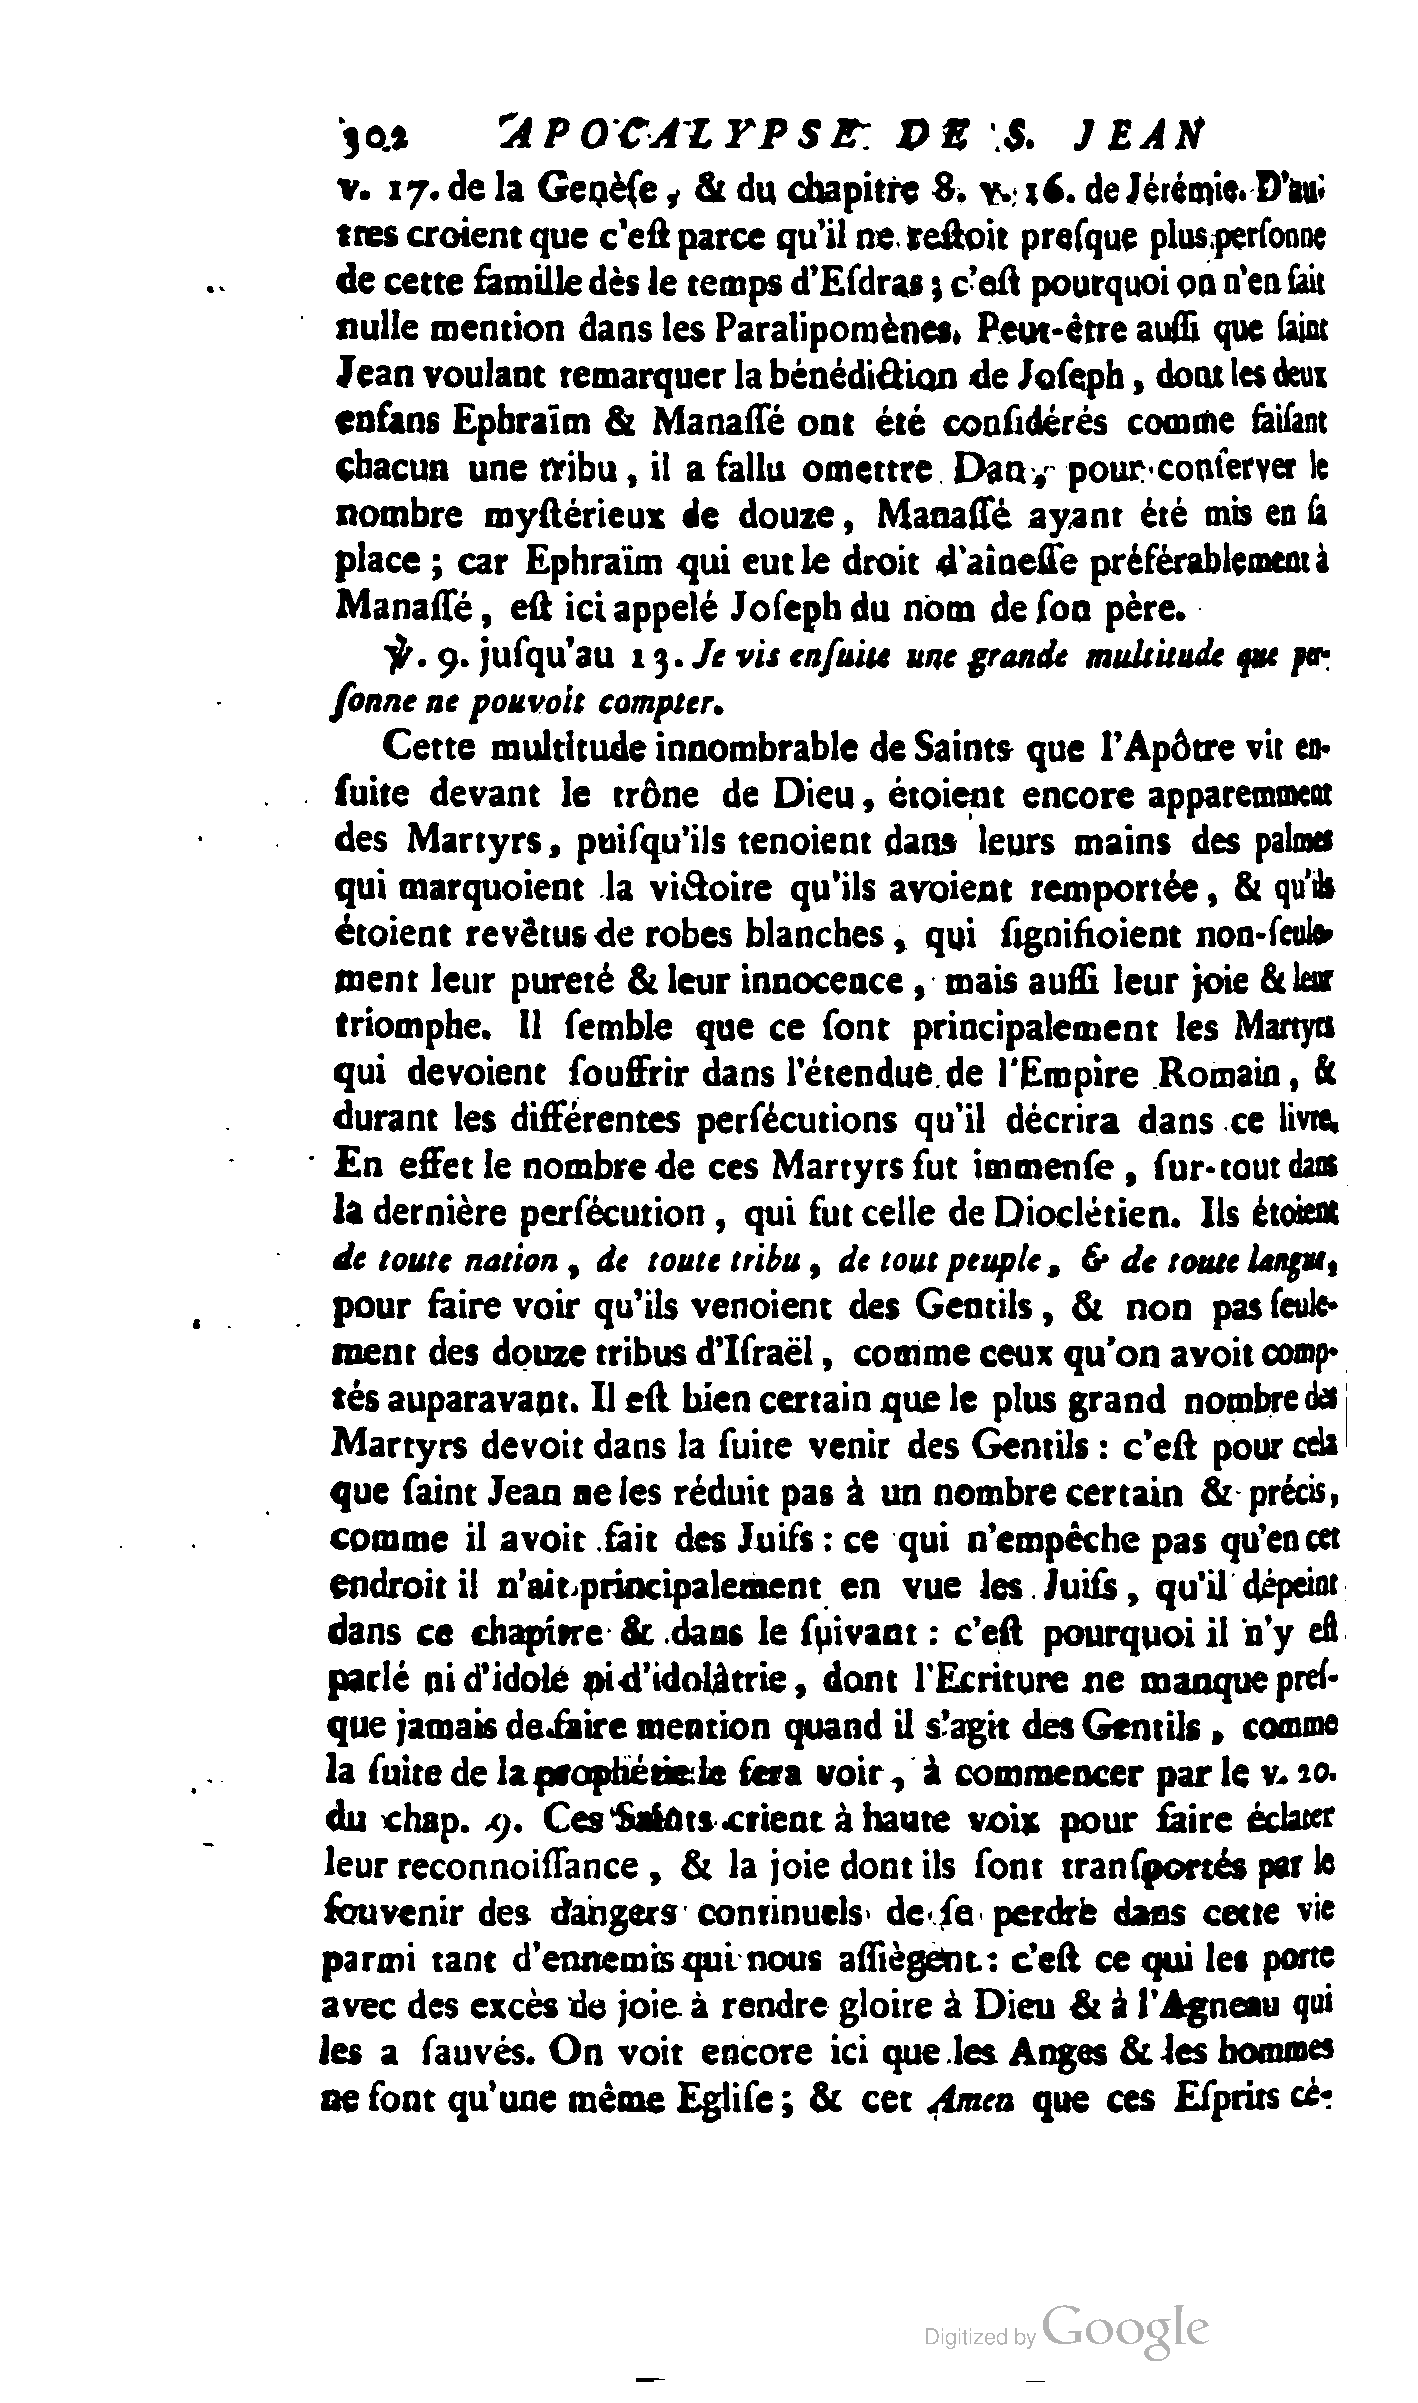 302 APOCALYPSE DE S. JEAN
v. 17. de la Genèſe, & du chapitre 8. v. 16. de Jérémie. D'au-
tres croient que c'eſt parce qu'il ne reſtoit preſque plus perſonne
de cette famille dès le temps d'Eſdras; c'eſt pourquoi on n'en fait
nulle mention dans les Paralipomènes. Peut-être auſſi que ſaint
Jean voulant remarquer la bénédiction de Joſeph, dont les deux
enfans Ephraïm & Manaſſé ont été conſidérés comme faiſant
chacun une tribu, il a fallu omettre Dan, pour conſerver le
nombre myſtérieux de douze, Manaſſé ayant été mis en ſa
place; car Ephraïm qui eut le droit d'aîneſſe préférablement à
Manaſſé, eſt ici appelé Joſeph du nom de ſon père.
℣. 9. juſqu'au 13. Je vis enſuite une grande multitude que per-
ſonne ne pouvoit compter.
Cette multitude innombrable de Saints que l'Apôtre vit en-
ſuite devant le trône de Dieu, étoient encore apparemment
des Martyrs, puiſqu'ils tenoient dans leurs mains des palmes
qui marquoient la victoire qu'ils avoient remportée, & qu'ils
étoient revêtus de robes blanches, qui ſignifioient non-ſeule-
ment leur pureté & leur innocence, mais auſſi leur joie & leur
triomphe. Il ſemble que ce ſont principalement les Martyrs
qui devoient ſouffrir dans l'étendue de l'Empire Romain, &
durant les différentes perſécutions qu'il décrira dans ce livre.
En effet le nombre de ces Martyrs fut immenſe, ſur-tout dans
la dernière perſécution, qui fut celle de Dioclétien. Ils étoient
de toute nation, de toute tribu, de tout peuple, & de toute langue,
pour faire voir qu'ils venoient des Gentils, & non pas ſeule-
ment des douze tribus d'Iſraël, comme ceux qu'on avoit comp-
tés auparavant. Il eſt bien certain que le plus grand nombre des
Martyrs devoit dans la ſuite venir des Gentils : c'eſt pour cela
que ſaint Jean ne les réduit pas à un nombre certain & précis,
comme il avoit fait des Juifs : ce qui n'empêche pas qu'en cet
endroit il n'ait principalement en vue les Juifs, qu'il dépeint
dans ce chapitre & dans le ſuivant : c'eſt pourquoi il n'y eſt
parlé ni d'idole ni d'idolâtrie, dont l'Ecriture ne manque preſ-
que jamais de faire mention quand il s'agit des Gentils, comme
la ſuite de la prophétie le fera voir, à commencer par le v. 20.
du chap. 9. Ces Saints crient à haute voix pour faire éclater
leur reconnoiſſance, & la joie dont ils ſont tranſportés par le
ſouvenir des dangers continuels de ſe perdre dans cette vie
parmi tant d'ennemis qui nous aſſiègent : c'eſt ce qui les porte
avec des excès de joie à rendre gloire à Dieu & à l'Agneau qui
les a ſauvés. On voit encore ici que les Anges & les hommes
ne font qu'une même Egliſe; & cet Amen que ces Eſprits cé-
Digitized by Google